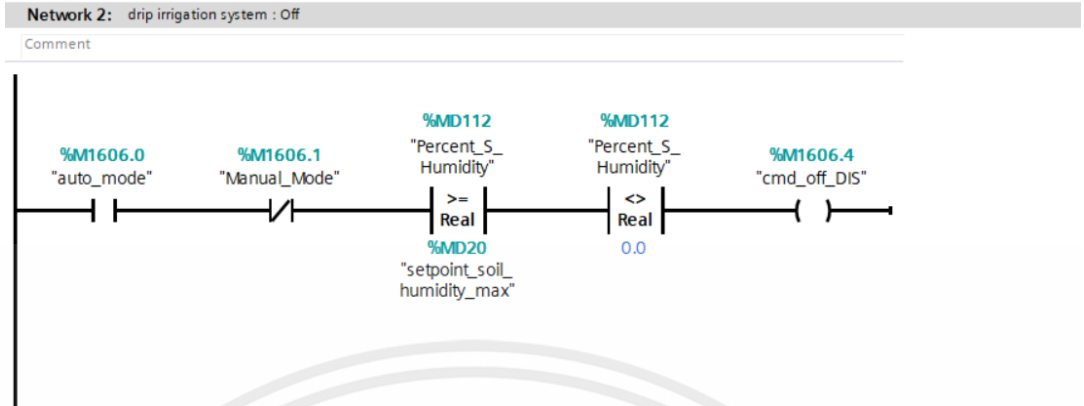 Network 2: drip irrigation system : Off
Comment
%M1606.0
"auto_mode"
%M1606.1
"Manual_Mode"
%MD112
"Percent_S_
Humidity"
>=
Real
%MD20
"setpoint_soil_
humidity_max"
%MD112
"Percent_S_
Humidity"
<>
Real
0.0
%M1606.4
"cmd_off_DIS"